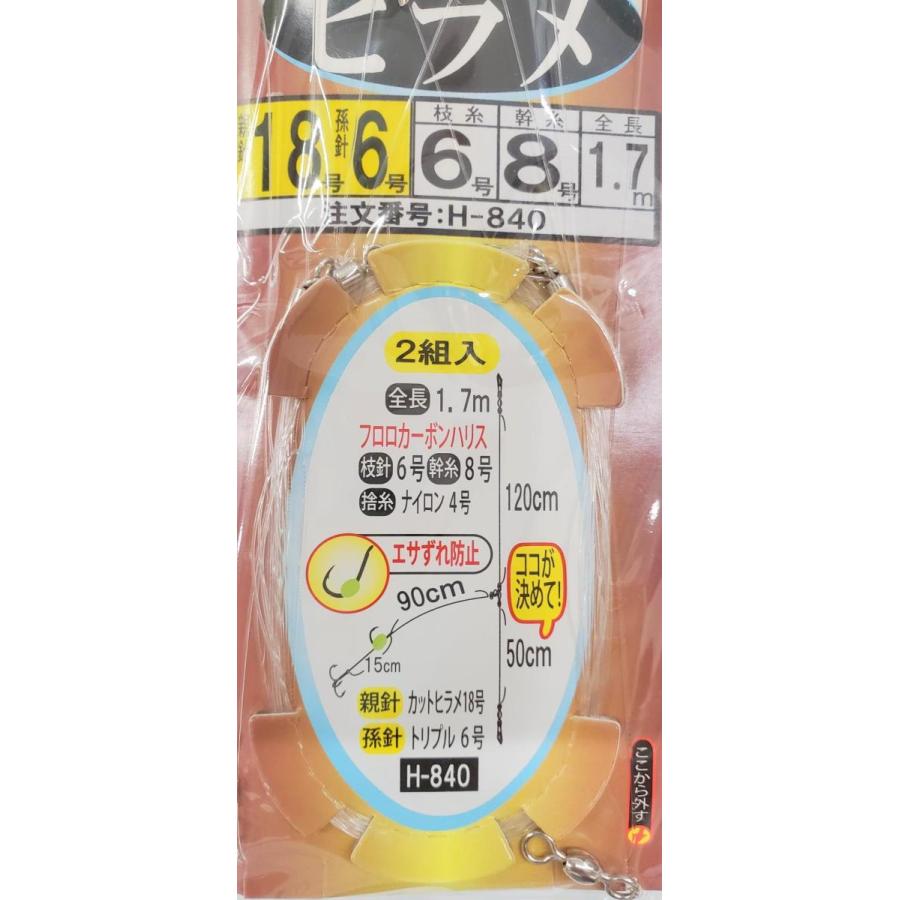 ヒラメ
親針 18号 孫針 6号 枝糸 6号 幹糸 8号 全長 1.7m
注文番号:H-840
2組入
全長 1.7m
フロロカーボンハリス
枝針 6号 幹糸 8号
捨糸 ナイロン 4号
120cm
エサずれ防止
ココが
決めて!
90cm
50cm
15cm
親針 カットヒラメ18号
孫針 トリプル 6号
H-840
ここから外す